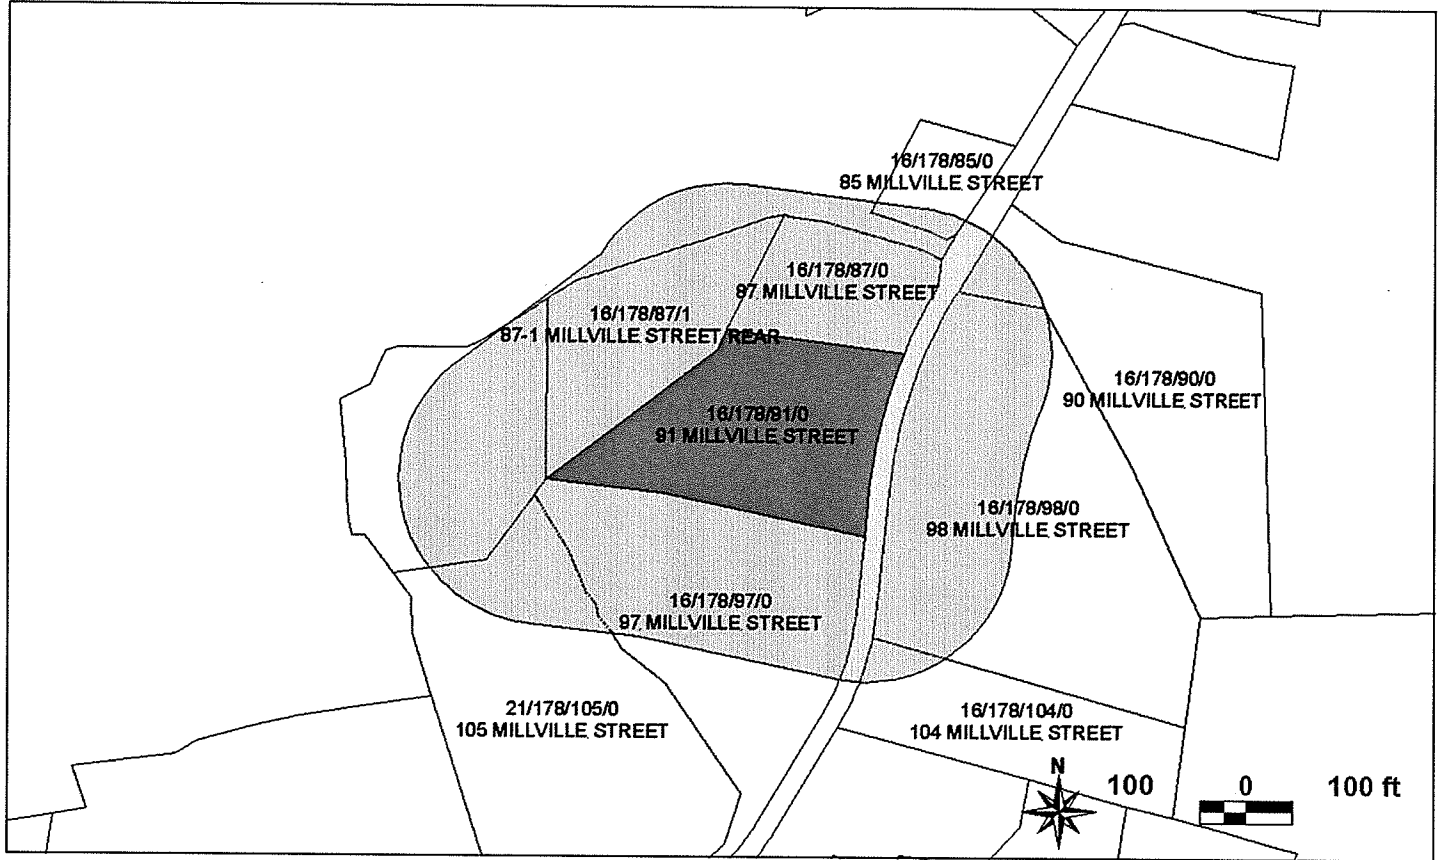 16/178/85/0
85 MILLVILLE STREET
16/178/87/0
87 MILLVILLE STREET
16/178/87/1
87-1 MILLVILLE STREET REAR
16/178/90/0
90 MILLVILLE STREET
16/178/91/0
91 MILLVILLE STREET
16/178/98/0
98 MILLVILLE STREET
16/178/97/0
97 MILLVILLE STREET
21/178/105/0
105 MILLVILLE STREET
16/178/104/0
104 MILLVILLE STREET
N
100 0 100 ft